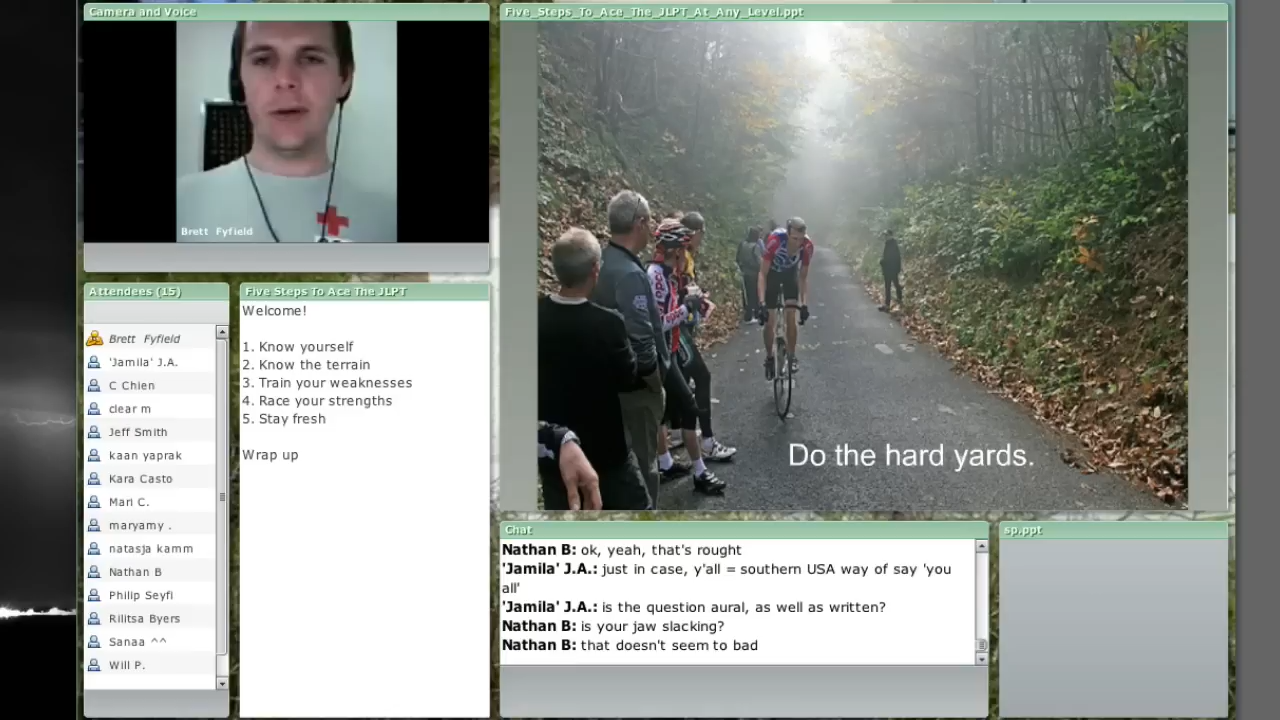 Camera and Voice
Brett Fyfield
Five_Steps_To_Ace_The_JLPT_At_Any_Level.ppt
Do the hard yards.
Attendees (15)
Brett Fyfield
'Jamila' J.A.
C Chien
clear m
Jeff Smith
kaan yaprak
Kara Casto
Mari C.
maryamy .
natasja kamm
Nathan B
Philip Seyfi
Rilitsa Byers
Sanaa ^^
Will P.
Five Steps To Ace The JLPT
Welcome!
1. Know yourself
2. Know the terrain
3. Train your weaknesses
4. Race your strengths
5. Stay fresh
Wrap up
Chat
Nathan B: ok, yeah, that's rought
'Jamila' J.A.: just in case, y'all = southern USA way of say 'you
all'
'Jamila' J.A.: is the question aural, as well as written?
Nathan B: is your jaw slacking?
Nathan B: that doesn't seem to bad
sp.ppt